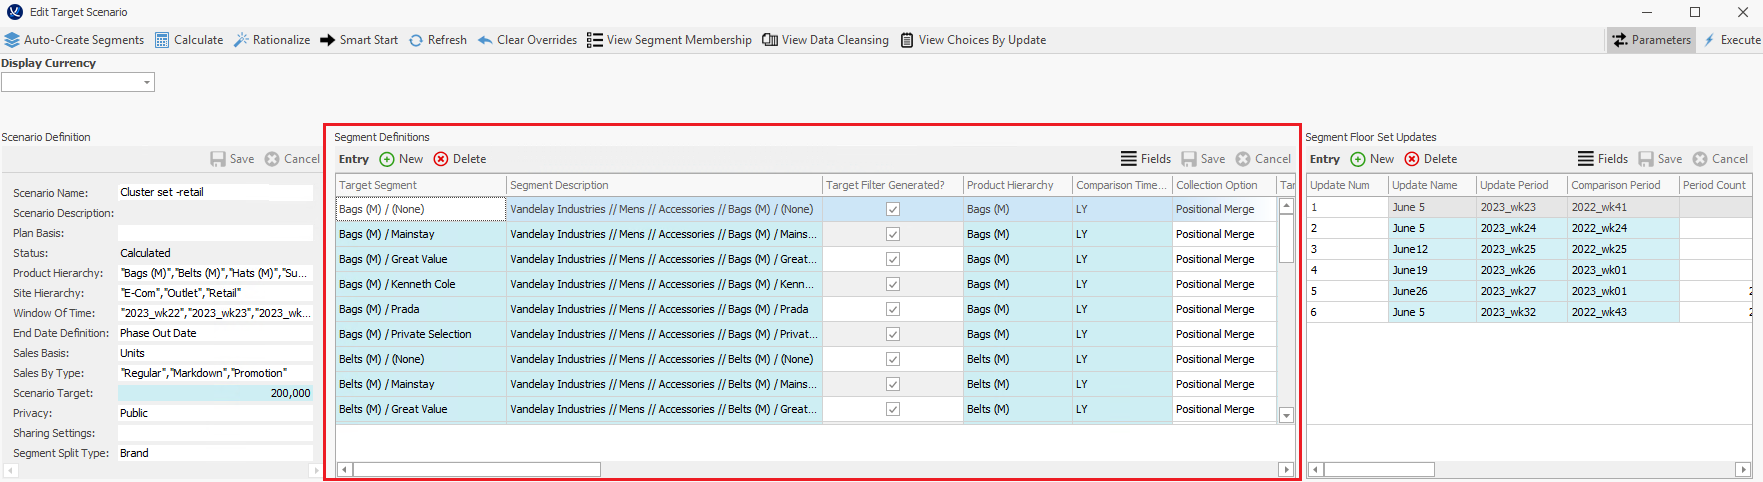 Edit Target Scenario
Auto-Create Segments Calculate Rationalize Smart Start Refresh Clear Overrides View Segment Membership View Data Cleansing View Choices By Update Parameters Execute
Display Currency
Scenario Definition
Save Cancel
Scenario Name: Cluster set -retail
Scenario Description:
Plan Basis:
Status: Calculated
Product Hierarchy: "Bags (M)","Belts (M)","Hats (M)","Su...
Site Hierarchy: "E-Com","Outlet","Retail"
Window Of Time: "2023_wk22","2023_wk23","2023_wk...
End Date Definition: Phase Out Date
Sales Basis: Units
Sales By Type: "Regular","Markdown","Promotion"
Scenario Target: 200,000
Privacy: Public
Sharing Settings:
Segment Split Type: Brand
Segment Definitions
Entry New Delete Fields Save Cancel
Target Segment Segment Description Target Filter Generated? Product Hierarchy Comparison Time... Collection Option Tar
Bags (M) / (None) Vandelay Industries // Mens // Accessories // Bags (M) / (None) Bags (M) LY Positional Merge
Bags (M) / Mainstay Vandelay Industries // Mens // Accessories // Bags (M) / Mains... Bags (M) LY Positional Merge
Bags (M) / Great Value Vandelay Industries // Mens // Accessories // Bags (M) / Great... Bags (M) LY Positional Merge
Bags (M) / Kenneth Cole Vandelay Industries // Mens // Accessories // Bags (M) / Kenn... Bags (M) LY Positional Merge
Bags (M) / Prada Vandelay Industries // Mens // Accessories // Bags (M) / Prada Bags (M) LY Positional Merge
Bags (M) / Private Selection Vandelay Industries // Mens // Accessories // Bags (M) / Privat... Bags (M) LY Positional Merge
Belts (M) / (None) Vandelay Industries // Mens // Accessories // Belts (M) / (None) Belts (M) LY Positional Merge
Belts (M) / Mainstay Vandelay Industries // Mens // Accessories // Belts (M) / Mains... Belts (M) LY Positional Merge
Belts (M) / Great Value Vandelay Industries // Mens // Accessories // Belts (M) / Great... Belts (M) LY Positional Merge
Segment Floor Set Updates
Entry New Delete Fields Save Cancel
Update Num Update Name Update Period Comparison Period Period Count
1 June 5 2023_wk23 2022_wk41
2 June 5 2023_wk24 2022_wk24
3 June12 2023_wk25 2022_wk25
4 June19 2023_wk26 2023_wk01
5 June26 2023_wk27 2023_wk01 2
6 June 5 2023_wk32 2022_wk43 2